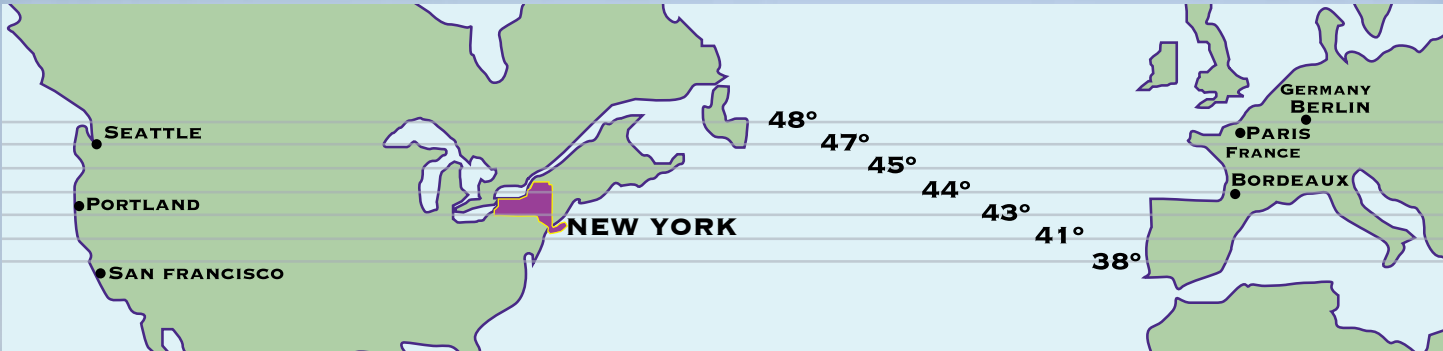 SEATTLE
PORTLAND
SAN FRANCISCO
NEW YORK
48°
47°
45°
44°
43°
41°
38°
GERMANY
BERLIN
PARIS
FRANCE
BORDEAUX